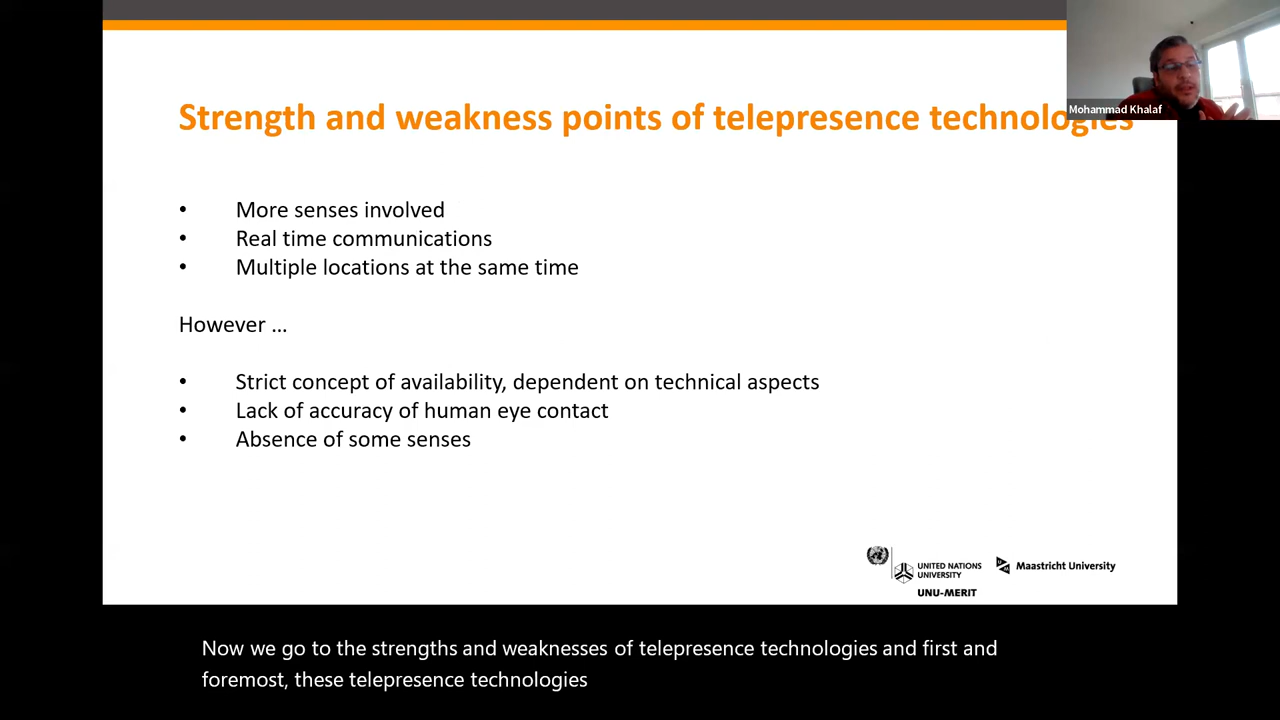 Strength and weakness points of telepresence technologies
Mohammad Khalaf
• More senses involved
• Real time communications
• Multiple locations at the same time
However ...
• Strict concept of availability, dependent on technical aspects
• Lack of accuracy of human eye contact
• Absence of some senses
UNITED NATIONS
UNIVERSITY
UNU-MERIT
Maastricht University
Now we go to the strengths and weaknesses of telepresence technologies and first and
foremost, these telepresence technologies